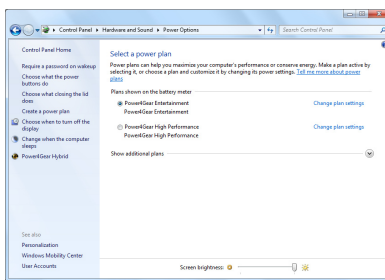 Control Panel
Hardware and Sound
Power Options
Search Control Panel
Control Panel Home
Require a password on wakeup
Choose what the power
buttons do
Choose what closing the lid
does
Create a power plan
Choose when to turn off the
display
Change when the computer
sleeps
Power4Gear Hybrid
See also
Personalization
Windows Mobility Center
User Accounts
Select a power plan
Power plans can help you maximize your computer's performance or conserve energy. Make a plan active by
selecting it, or choose a plan and customize it by changing its power settings. Tell me more about power
plans
Plans shown on the battery meter
Power4Gear Entertainment
Change plan settings
Power4Gear Entertainment
Power4Gear High Performance
Change plan settings
Power4Gear High Performance
Show additional plans
Screen brightness: